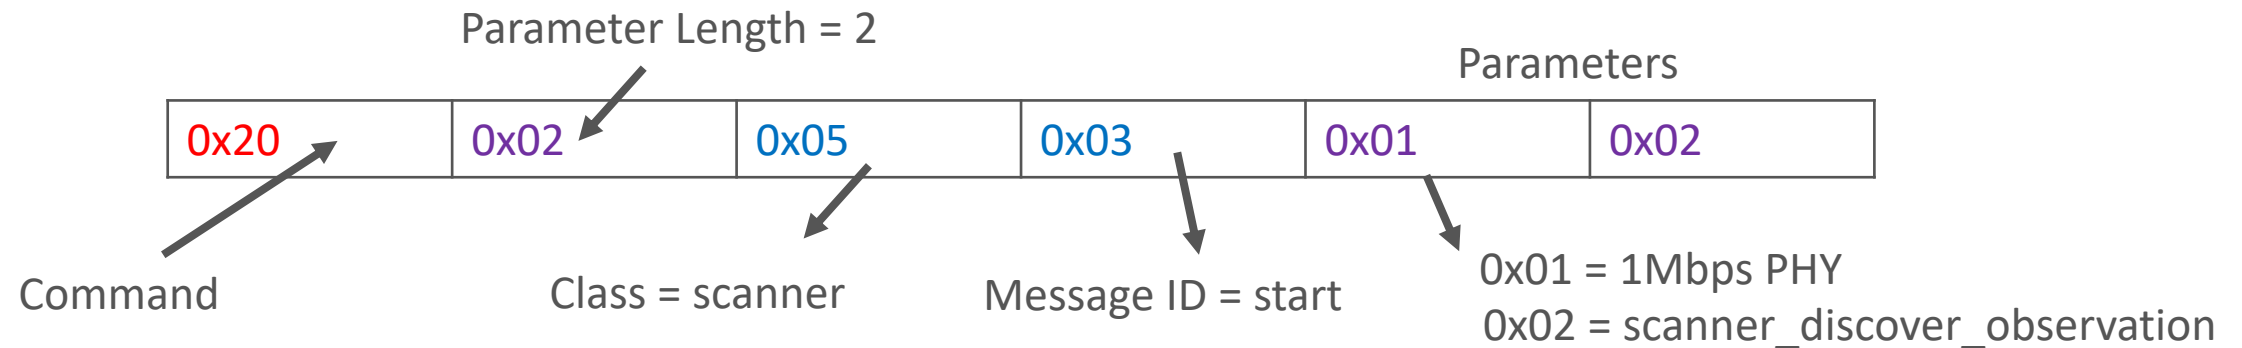 Parameter Length = 2
Parameters
0x20 0x02 0x05 0x03 0x01 0x02
Command
Class = scanner
Message ID = start
0x01 = 1Mbps PHY
0x02 = scanner_discover_observation